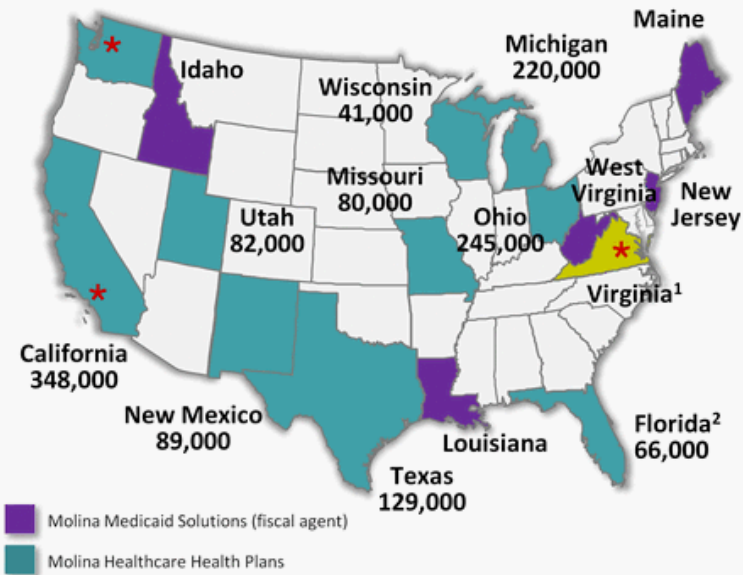 Maine
Michigan
220,000
Idaho
Wisconsin
41,000
West
Virginia
New
Jersey
Missouri
80,000
Utah
82,000
Ohio
245,000
Virginia¹
California
348,000
New Mexico
89,000
Louisiana
Florida²
66,000
Texas
129,000
Molina Medicaid Solutions (fiscal agent)
Molina Healthcare Health Plans